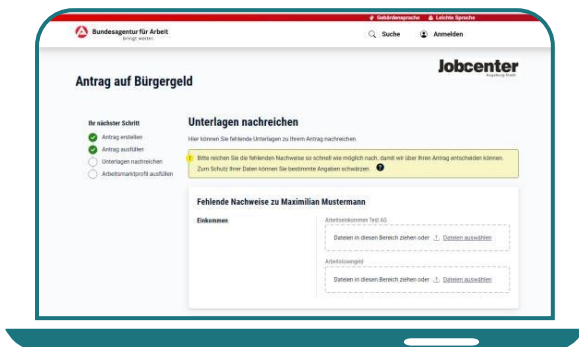 Gebärdensprache Leichte Sprache
Bundesagentur für Arbeit
bringt weiter.
Suche Anmelden
Jobcenter
Augsburg Stadt
Antrag auf Bürgergeld
Ihr nächster Schritt
Antrag erstellen
Antrag ausfüllen
Unterlagen nachreichen
Arbeitsmarktprofil ausfüllen
Unterlagen nachreichen
Hier können Sie fehlende Unterlagen zu Ihrem Antrag nachreichen.
Bitte reichen Sie die fehlenden Nachweise so schnell wie möglich nach, damit wir über Ihren Antrag entscheiden können.
Zum Schutz Ihrer Daten können Sie bestimmte Angaben schwärzen. ?
Fehlende Nachweise zu Maximilian Mustermann
Einkommen
Arbeitseinkommen Test AG
Dateien in diesen Bereich ziehen oder Dateien auswählen
Arbeitslosengeld
Dateien in diesen Bereich ziehen oder Dateien auswählen